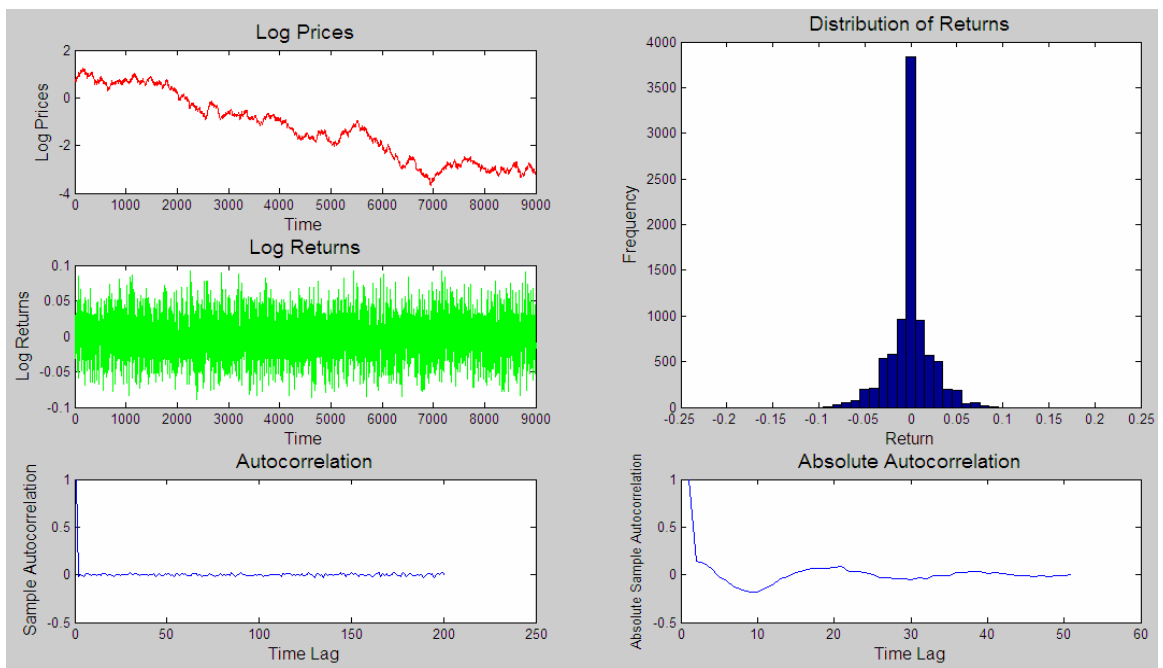 Log Prices
2
0
-2
-4
Log Prices
0 1000 2000 3000 4000 5000 6000 7000 8000 9000
Time
Log Returns
0.1
0.05
0
-0.05
-0.1
Log Returns
0 1000 2000 3000 4000 5000 6000 7000 8000 9000
Time
Autocorrelation
1
0.5
0
-0.5
Sample Autocorrelation
0 50 100 150 200 250
Time Lag
Distribution of Returns
4000
3500
3000
2500
2000
1500
1000
500
0
Frequency
-0.25 -0.2 -0.15 -0.1 -0.05 0 0.05 0.1 0.15 0.2 0.25
Return
Absolute Autocorrelation
1
0.5
0
-0.5
Absolute Sample Autocorrelation
0 10 20 30 40 50 60
Time Lag